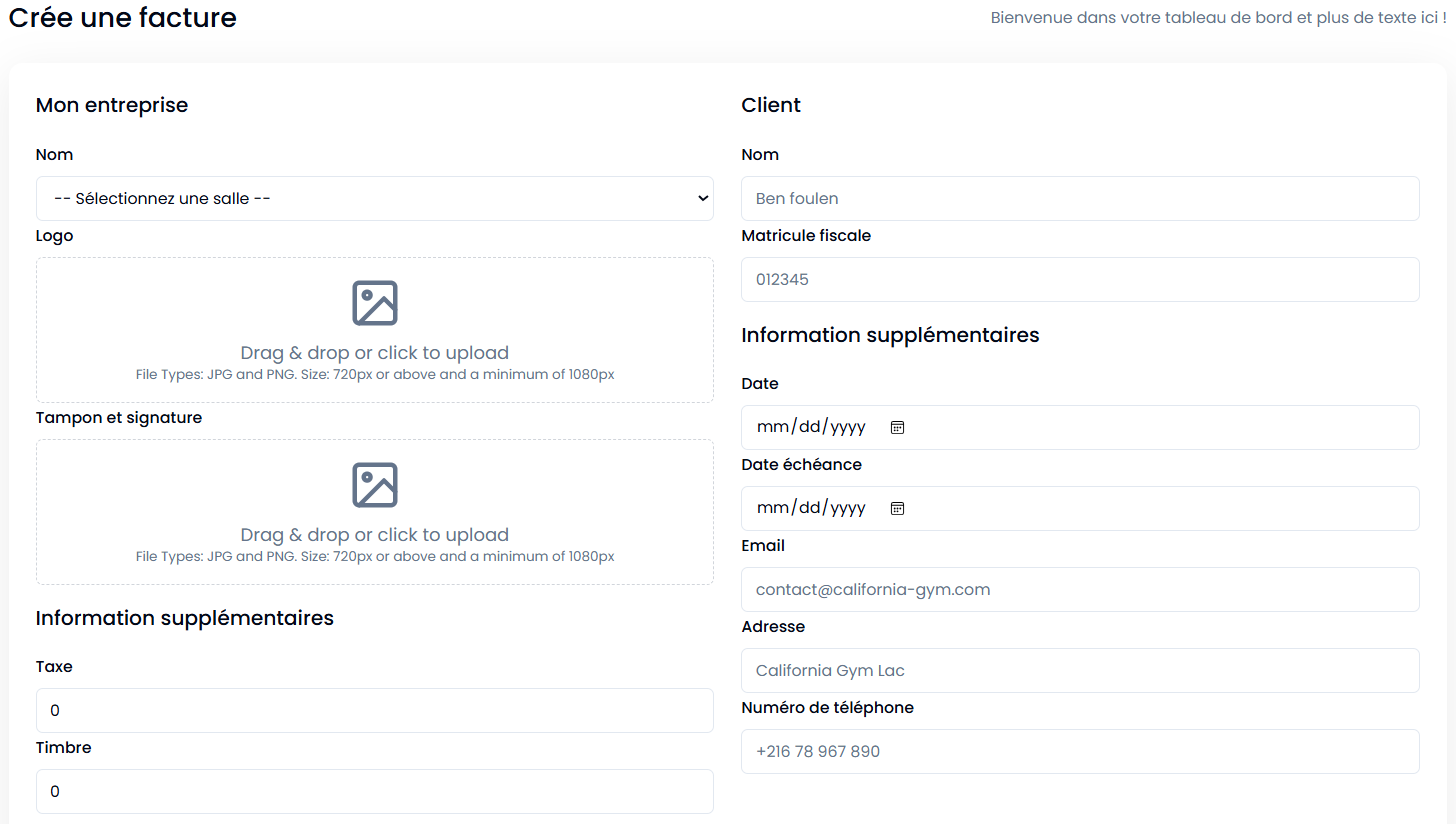 Crée une facture
Bienvenue dans votre tableau de bord et plus de texte ici !
Mon entreprise
Nom
-- Sélectionnez une salle --
Logo
Drag & drop or click to upload
File Types: JPG and PNG. Size: 720px or above and a minimum of 1080px
Tampon et signature
Drag & drop or click to upload
File Types: JPG and PNG. Size: 720px or above and a minimum of 1080px
Information supplémentaires
Taxe
0
Timbre
0
Client
Nom
Ben foulen
Matricule fiscale
012345
Information supplémentaires
Date
mm/dd/yyyy
Date échéance
mm/dd/yyyy
Email
contact@california-gym.com
Adresse
California Gym Lac
Numéro de téléphone
+216 78 967 890